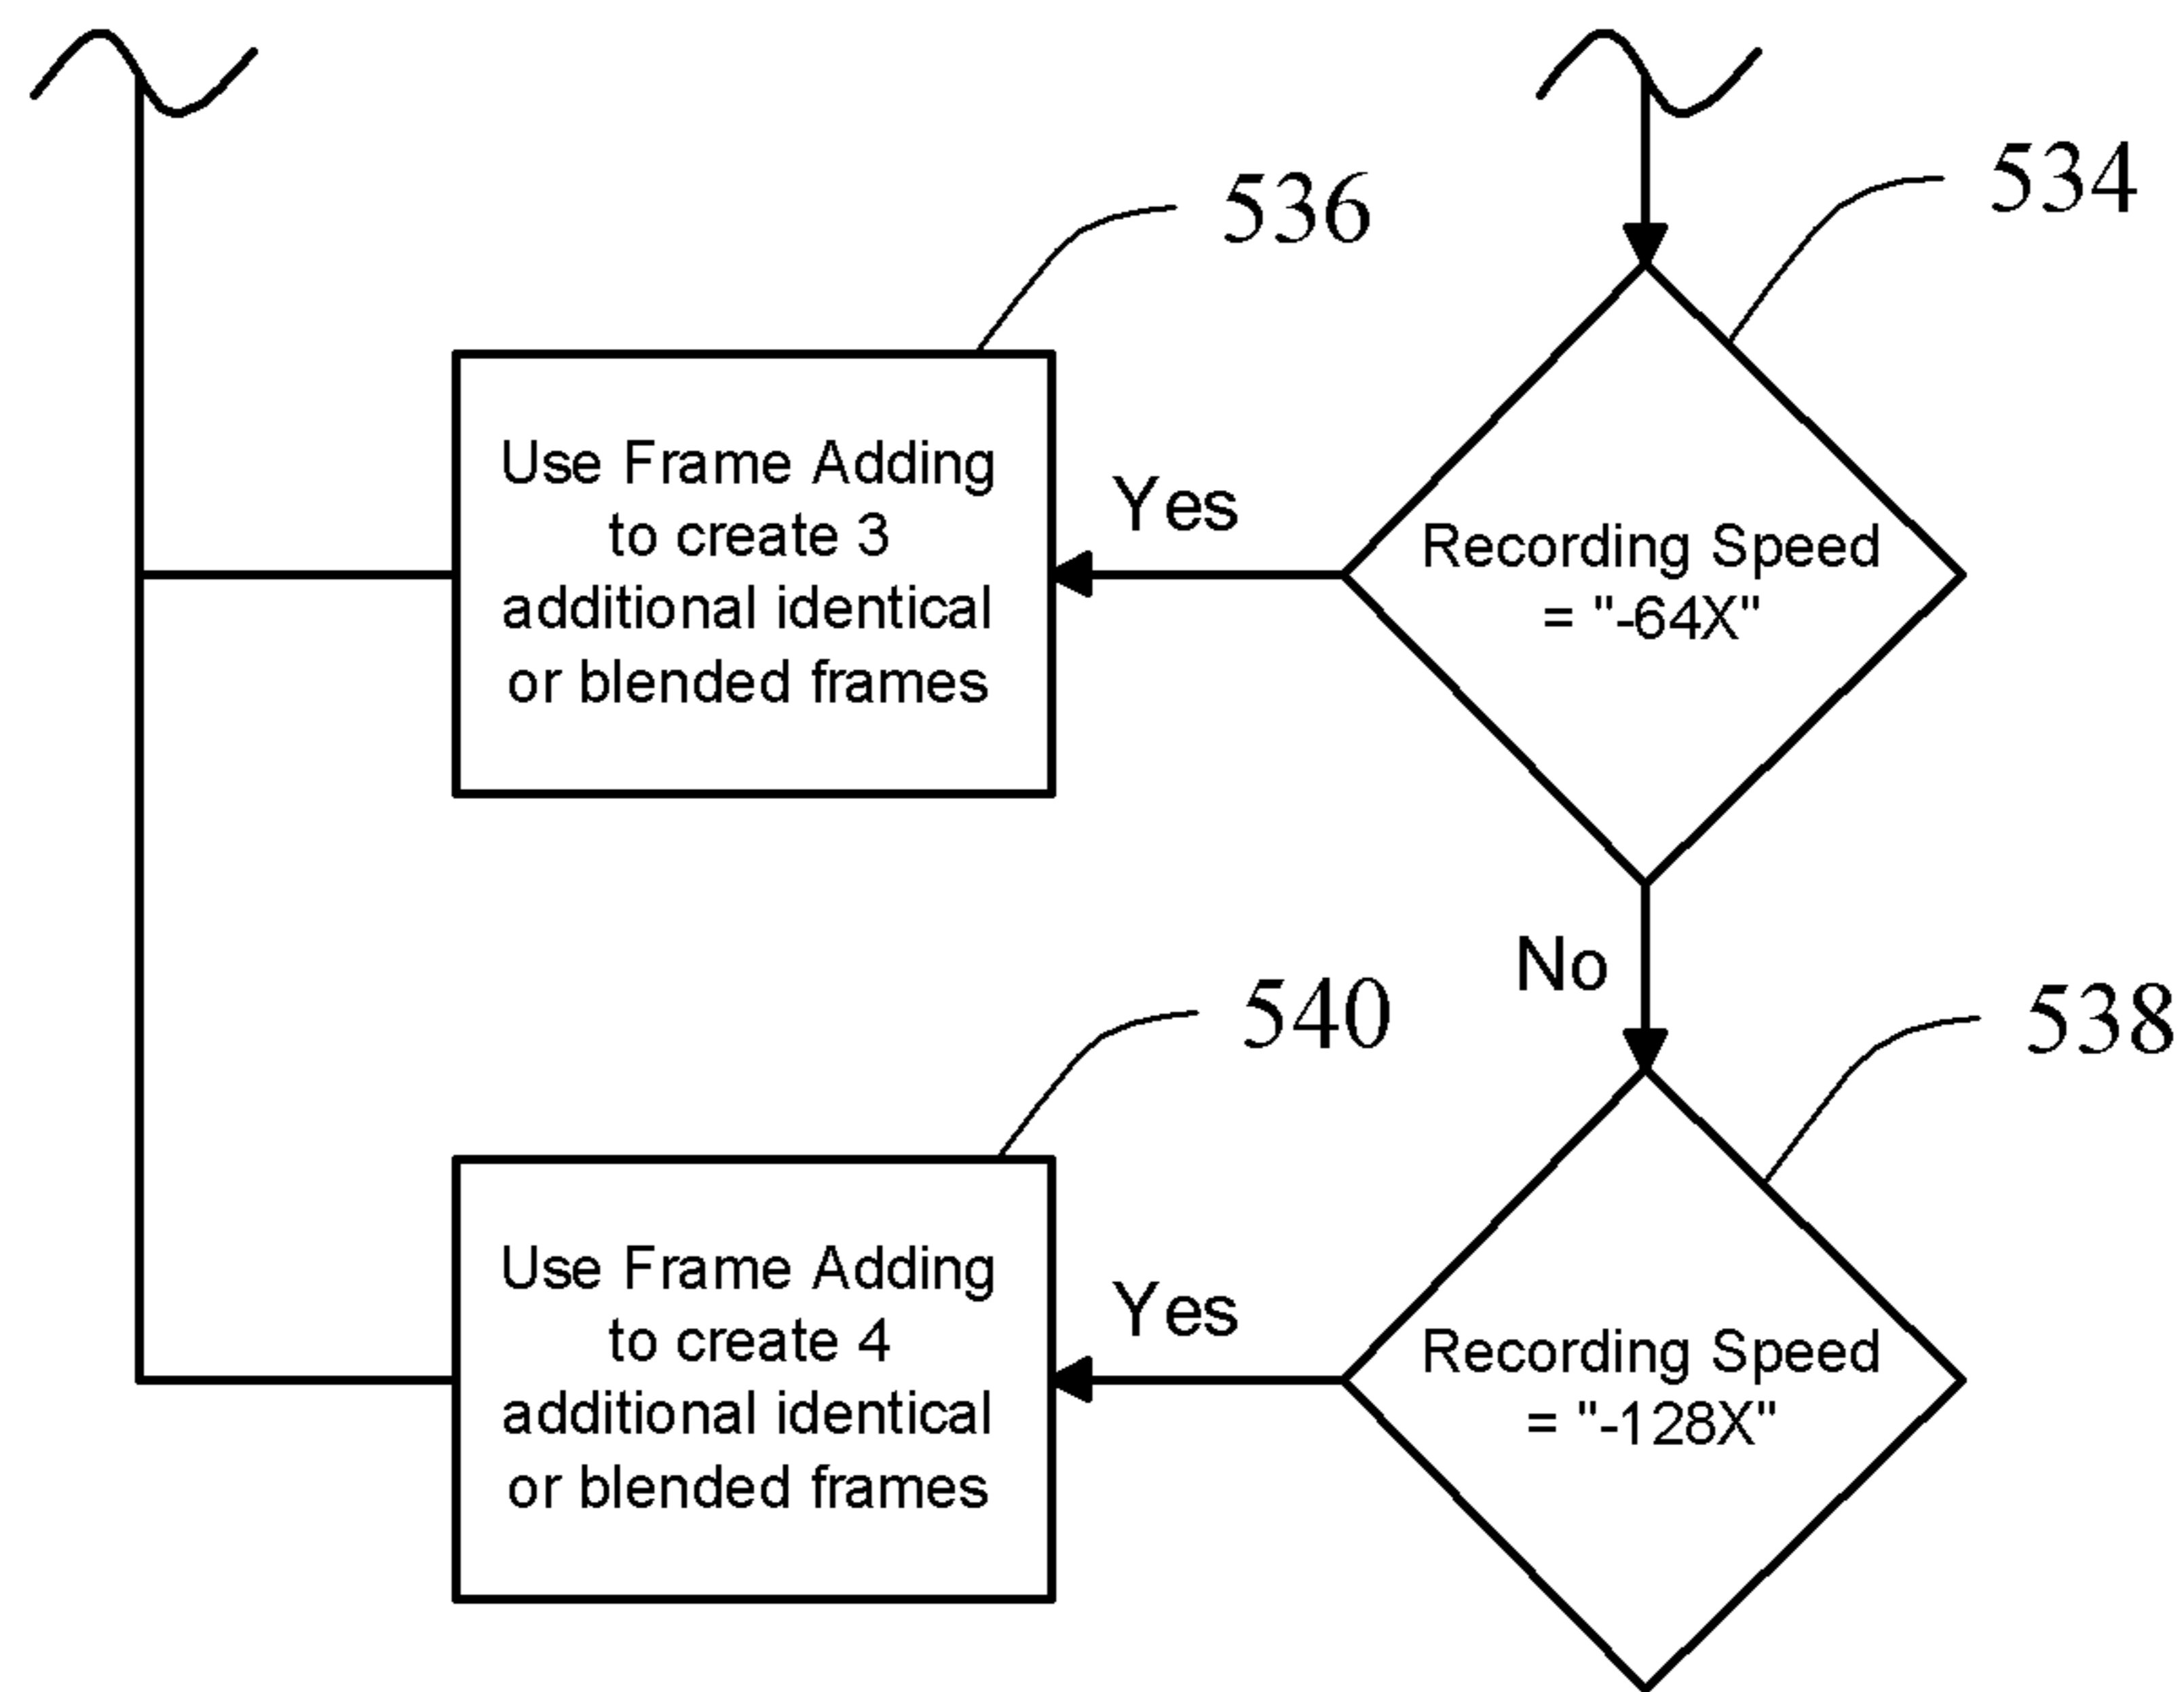 534
536
Use Frame Adding
to create 3
additional identical
or blended frames
Yes
Recording Speed
= "-64X"
No
540
538
Use Frame Adding
to create 4
additional identical
or blended frames
Yes
Recording Speed
= "-128X"